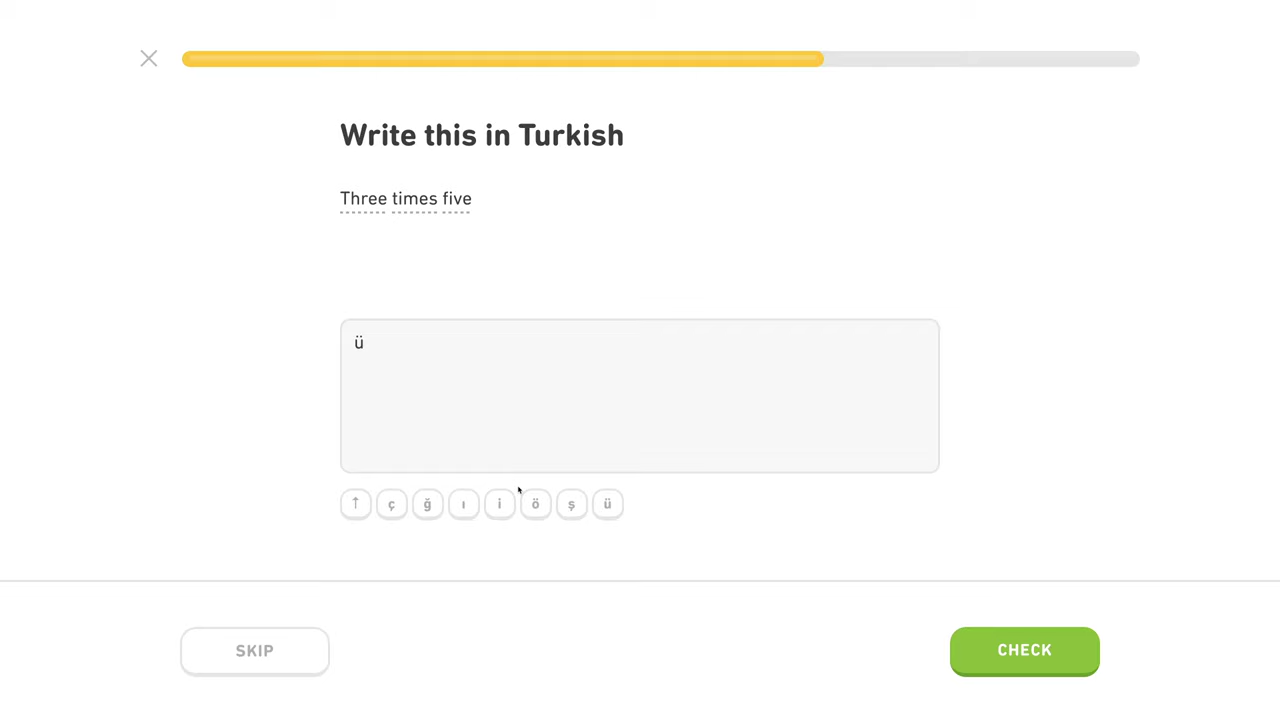 Write this in Turkish
Three times five
ü
↑ ç ğ ı i ö ş ü
SKIP
CHECK